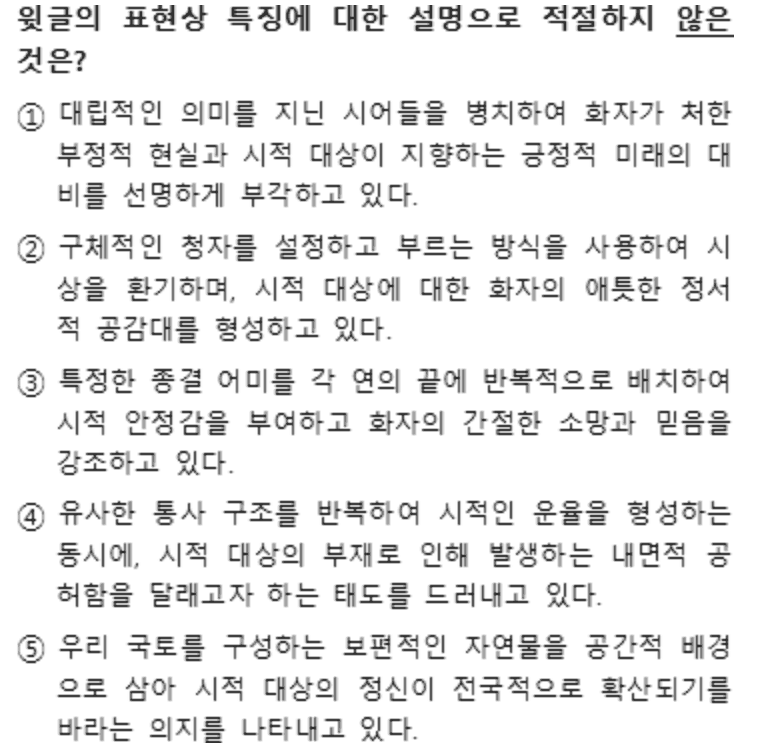 윗글의 표현상 특징에 대한 설명으로 적절하지 않은
것은?
① 대립적인 의미를 지닌 시어들을 병치하여 화자가 처한
부정적 현실과 시적 대상이 지향하는 긍정적 미래의 대
비를 선명하게 부각하고 있다.
② 구체적인 청자를 설정하고 부르는 방식을 사용하여 시
상을 환기하며, 시적 대상에 대한 화자의 애틋한 정서
적 공감대를 형성하고 있다.
③ 특정한 종결 어미를 각 연의 끝에 반복적으로 배치하여
시적 안정감을 부여하고 화자의 간절한 소망과 믿음을
강조하고 있다.
④ 유사한 통사 구조를 반복하여 시적인 운율을 형성하는
동시에, 시적 대상의 부재로 인해 발생하는 내면적 공
허함을 달래고자 하는 태도를 드러내고 있다.
⑤ 우리 국토를 구성하는 보편적인 자연물을 공간적 배경
으로 삼아 시적 대상의 정신이 전국적으로 확산되기를
바라는 의지를 나타내고 있다.